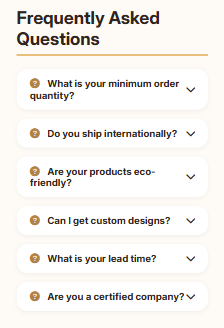 Frequently Asked
Questions
? What is your minimum order
quantity?
? Do you ship internationally?
? Are your products eco-
friendly?
? Can I get custom designs?
? What is your lead time?
? Are you a certified company?